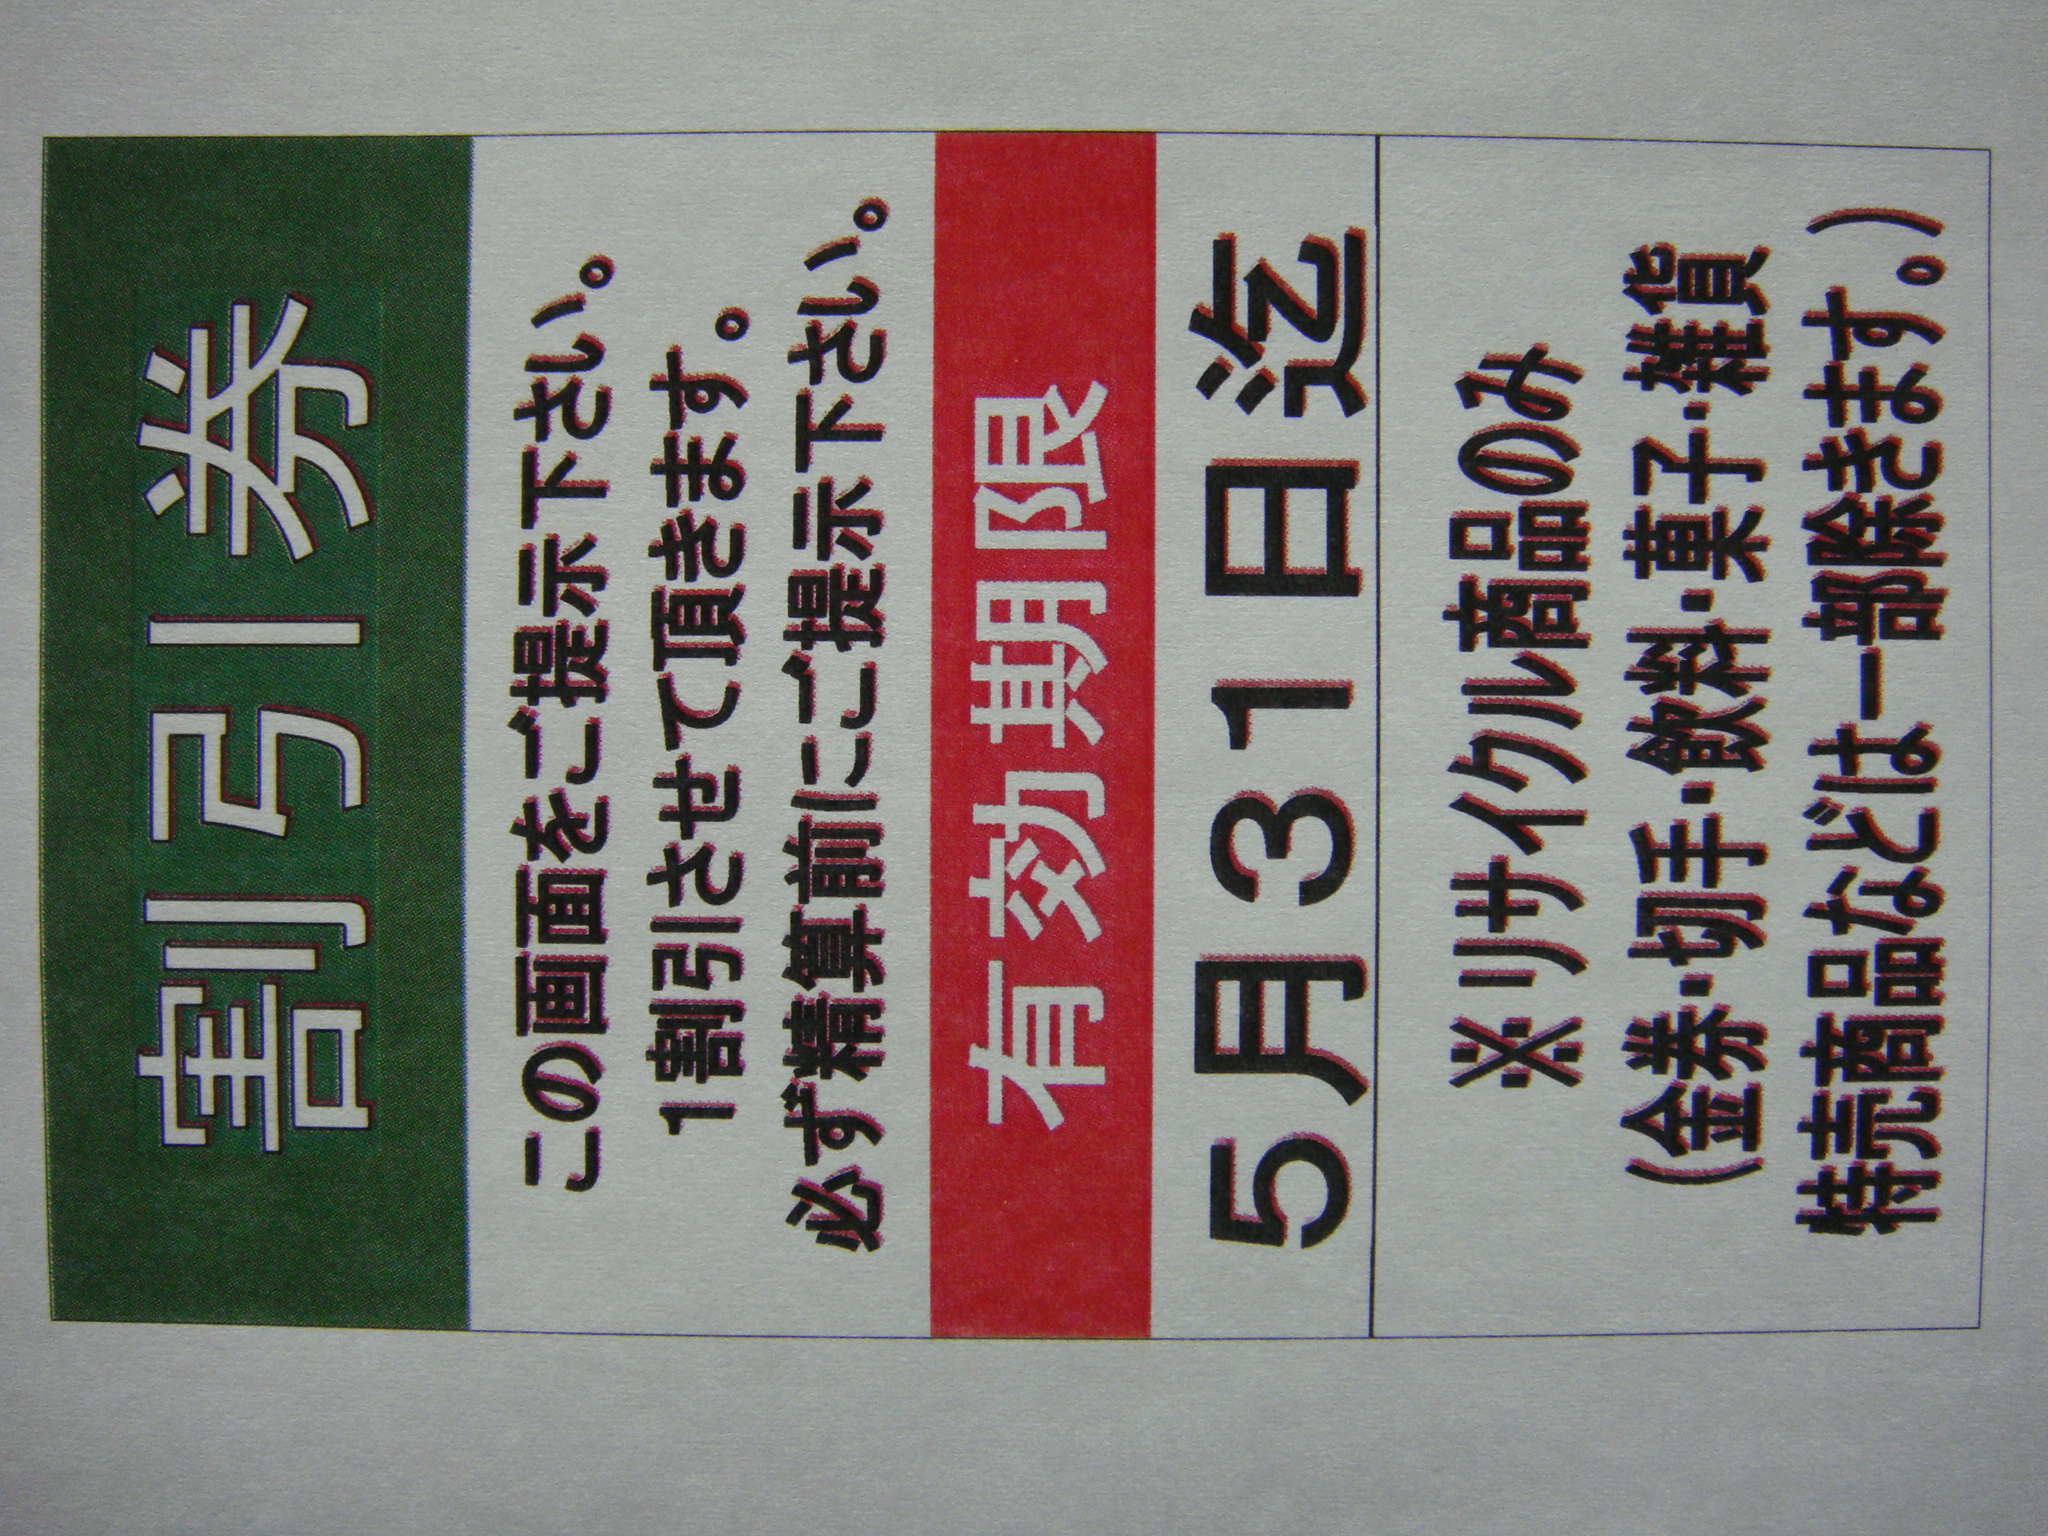 割引券
この画面をご提示下さい。
1割引させて頂きます。
必ず精算前にご提示下さい。
有効期限
5月31日迄
※リサイクル商品のみ
(金券・切手・飲料・菓子・雑貨
特売商品などは一部除きます。)